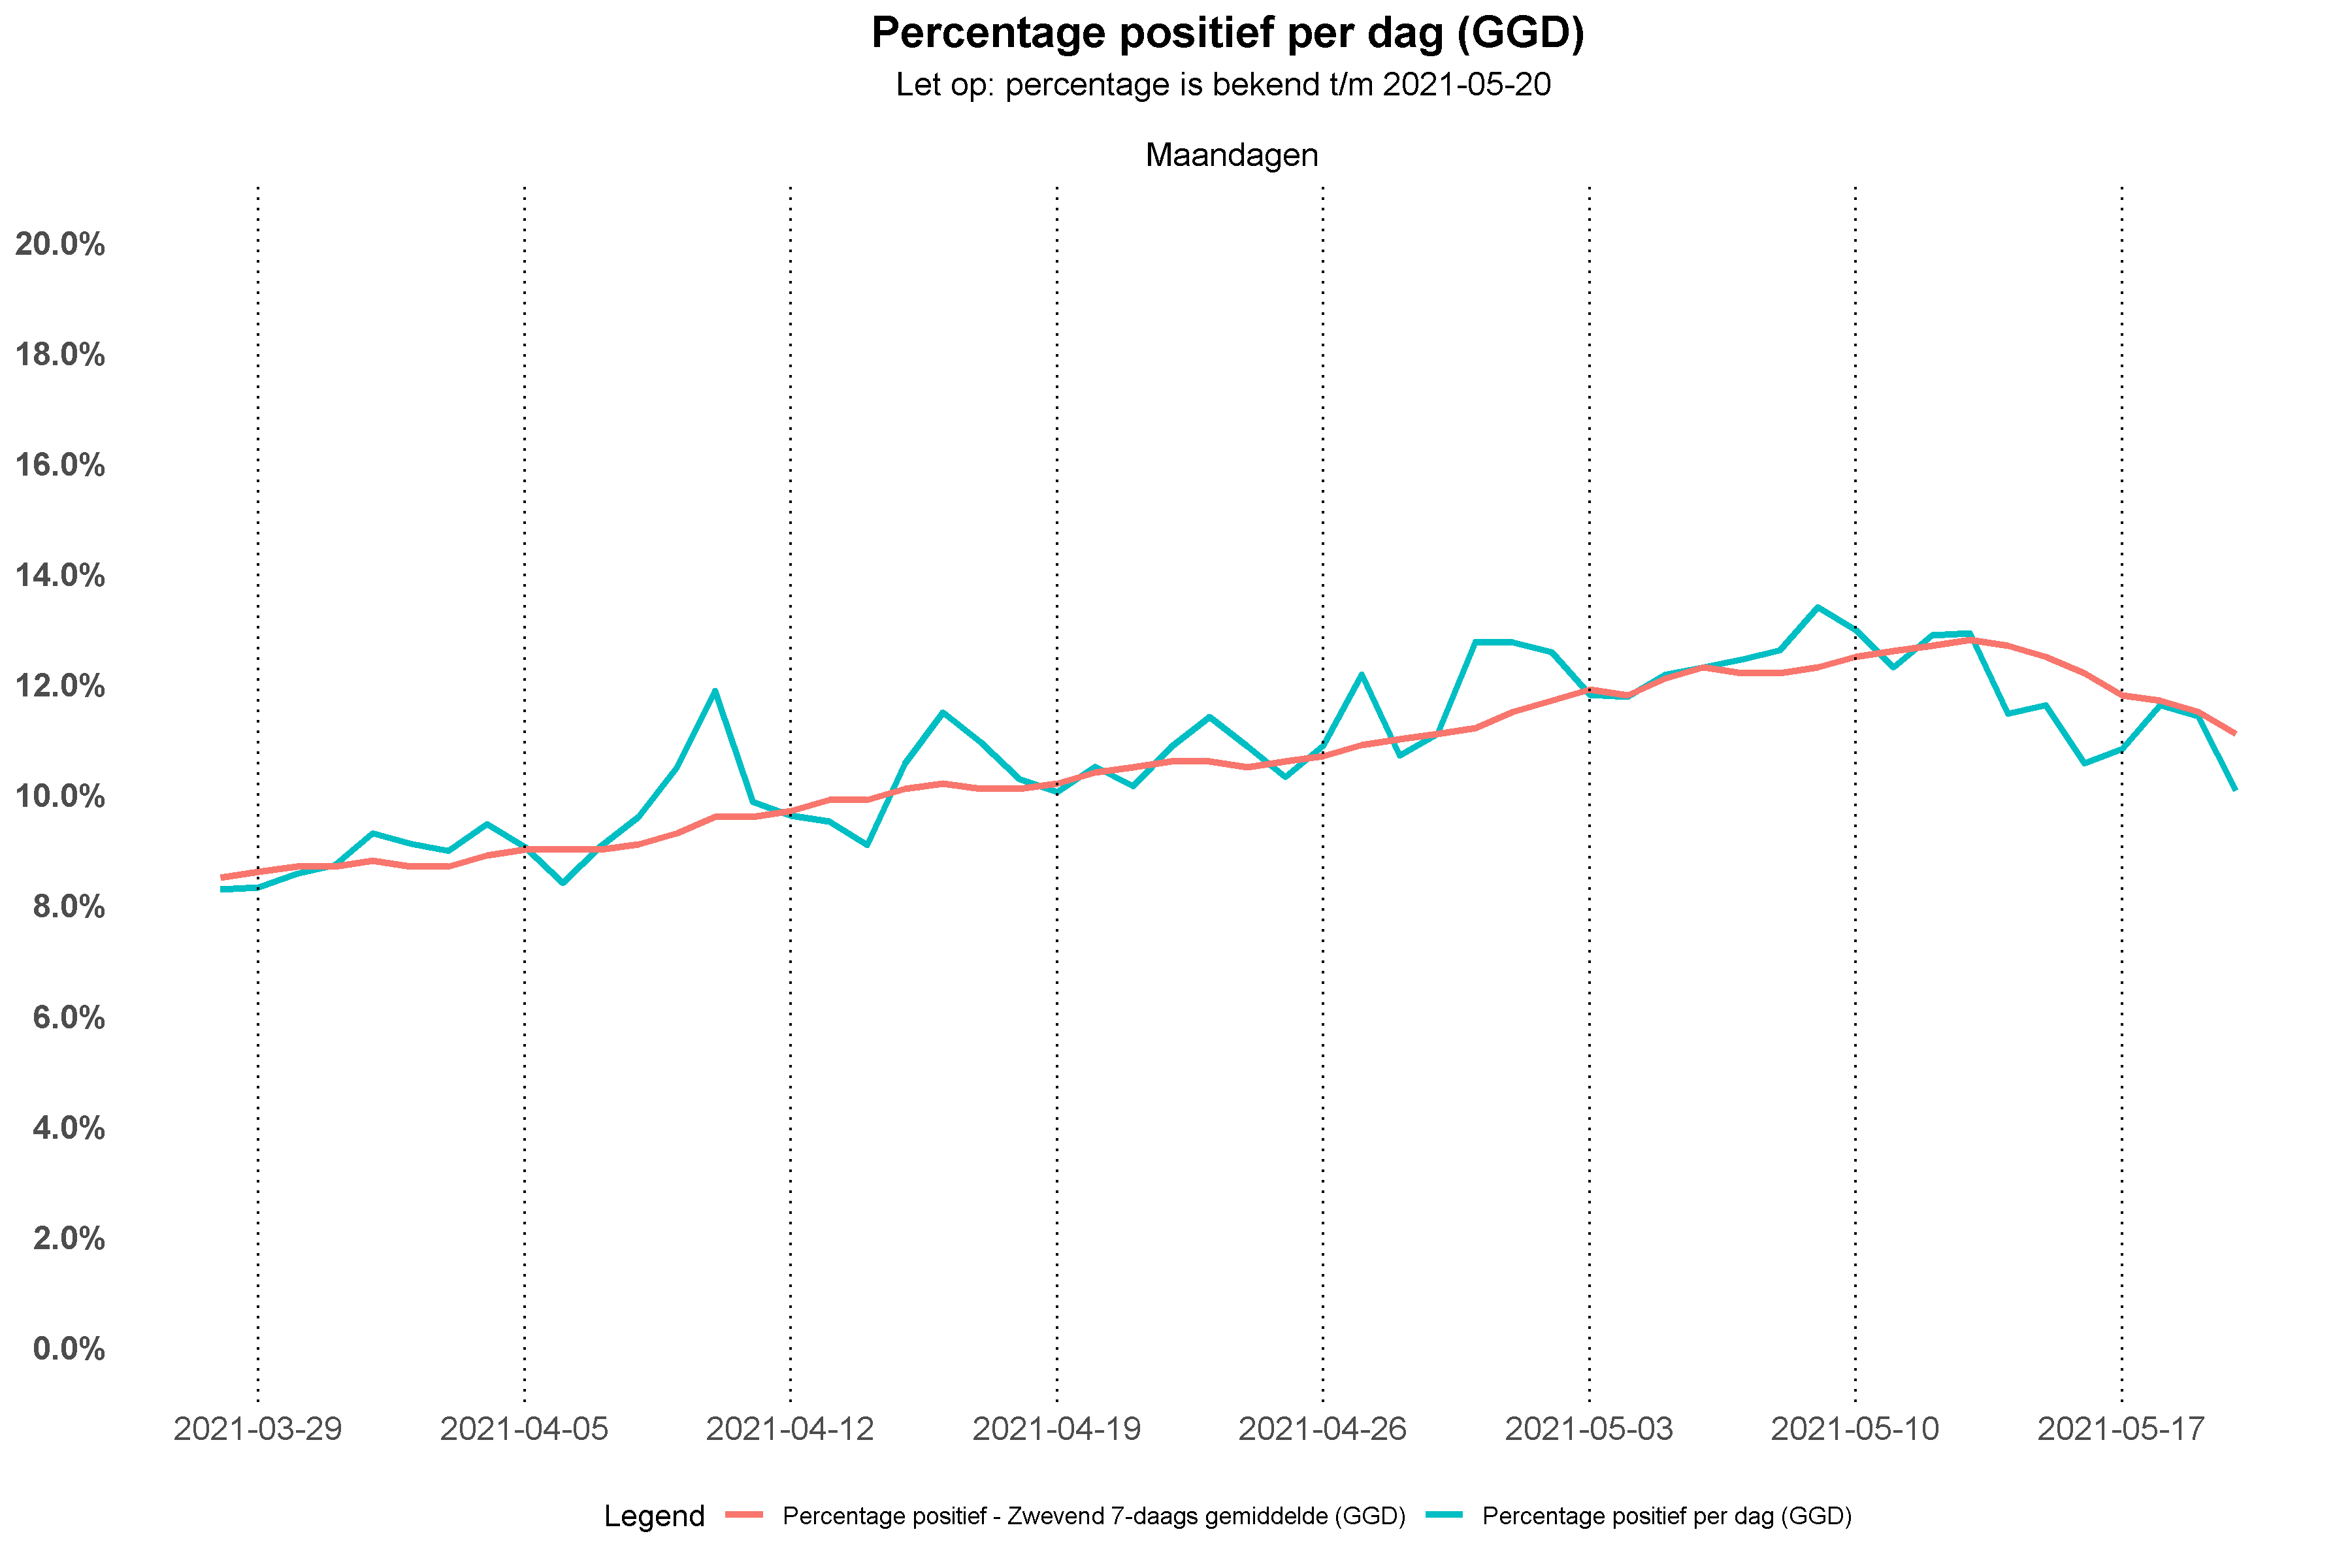 Percentage positief per dag (GGD)
Let op: percentage is bekend t/m 2021-05-20
Maandagen
20.0%
18.0%
16.0%
14.0%
12.0%
10.0%
8.0%
6.0%
4.0%
2.0%
0.0%
2021-03-29 2021-04-05 2021-04-12 2021-04-19 2021-04-26 2021-05-03 2021-05-10 2021-05-17
Legend Percentage positief - Zwevend 7-daags gemiddelde (GGD) Percentage positief per dag (GGD)